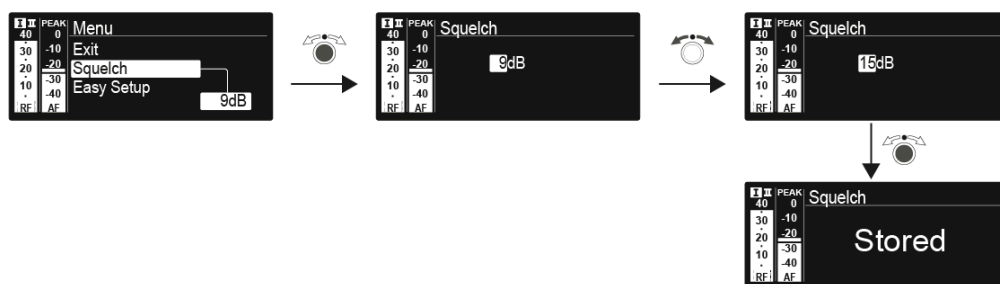 I II PEAK Menu
40 0
30 -10 Exit
20 -20 Squelch
10 -30 Easy Setup
-40 9dB
RF AF
I II PEAK Squelch
40 0
30 -10
20 -20 9dB
10 -30
-40
RF AF
I II PEAK Squelch
40 0
30 -10
20 -20 15dB
10 -30
-40
RF AF
I II PEAK Squelch
40 0
30 -10
20 -20 Stored
10 -30
-40
RF AF